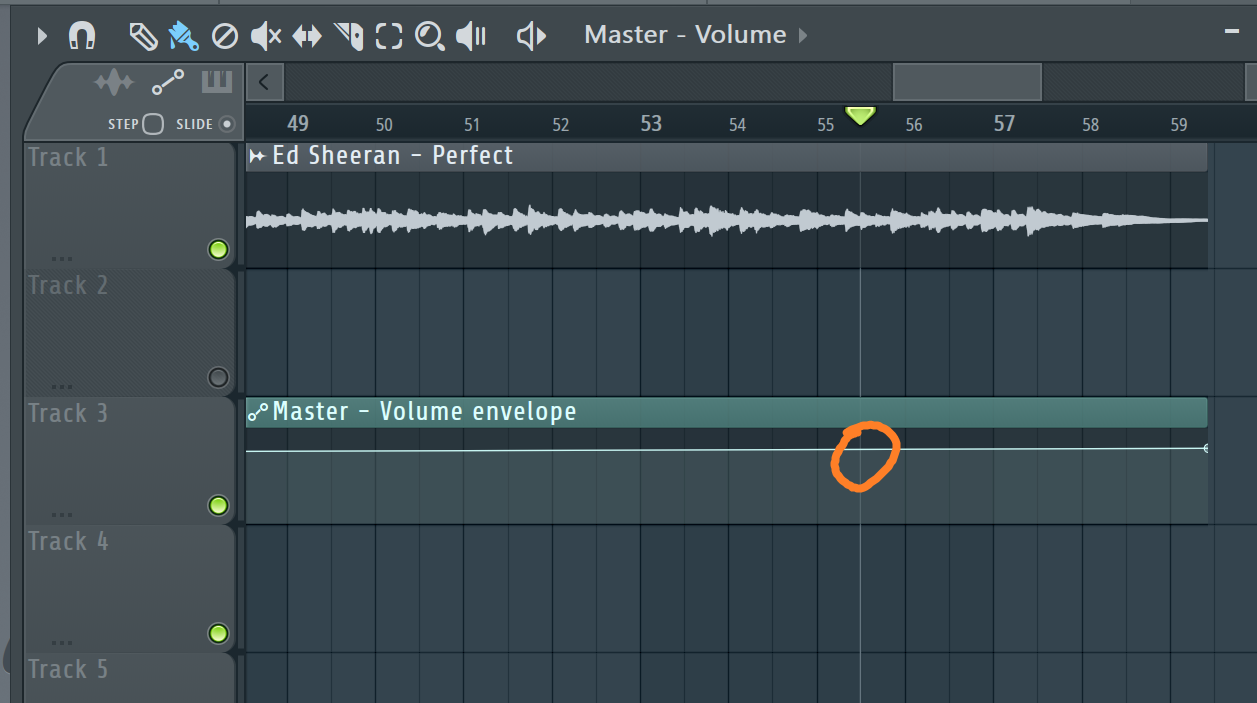 Master - Volume
STEP SLIDE
49 50 51 52 53 54 55 56 57 58 59
Track 1
Ed Sheeran - Perfect
Track 2
Track 3
Master - Volume envelope
Track 4
Track 5